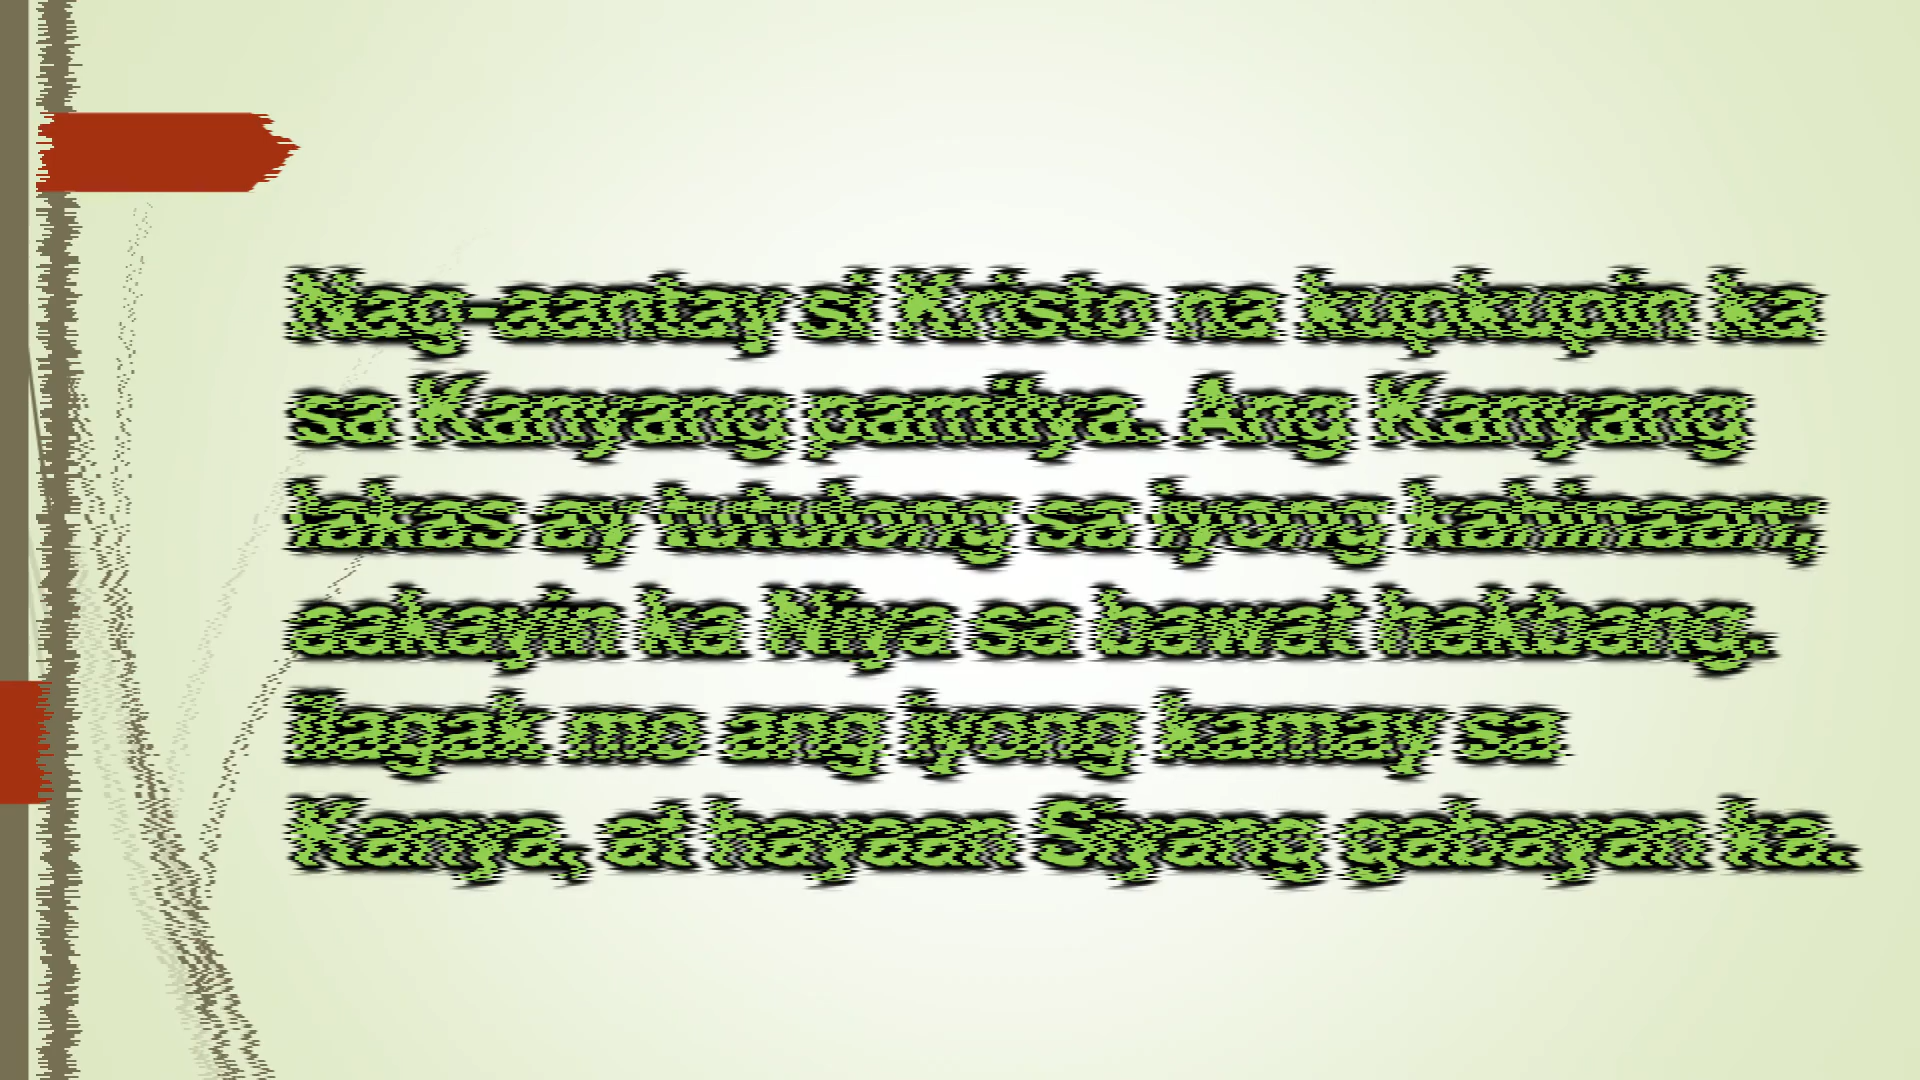 Nag-aantay si Kristo na kupkupin ka
sa Kanyang pamilya. Ang Kanyang
lakas ay tutulong sa iyong kahinaan;
aakayin ka Niya sa bawat hakbang.
Ilagak mo ang iyong kamay sa
Kanya, at hayaan Siyang gabayan ka.